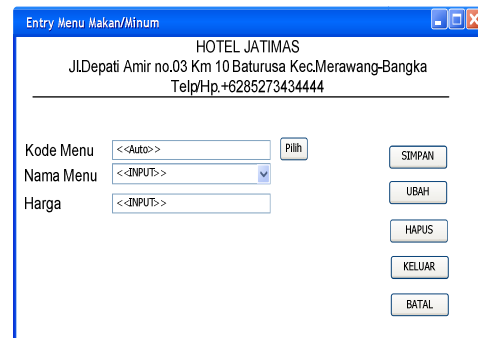 Entry Menu Makan/Minum
HOTEL JATIMAS
Jl.Depati Amir no.03 Km 10 Baturusa Kec.Merawang-Bangka
Telp/Hp.+6285273434444
Kode Menu <<Auto>> Pilih
Nama Menu <<INPUT>>
Harga <<INPUT>>
SIMPAN
UBAH
HAPUS
KELUAR
BATAL